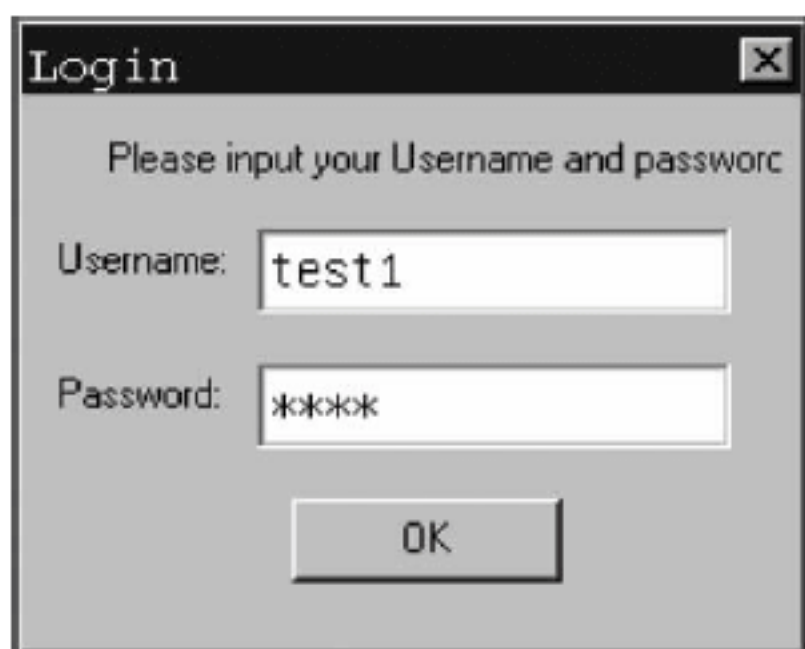 Login
Please input your Username and passworc
Username: test1
Password: ****
OK